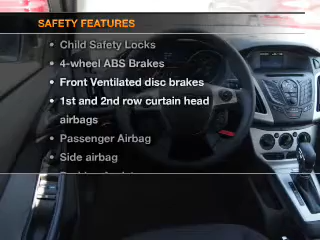 SAFETY FEATURES
• Child Safety Locks
• 4-wheel ABS Brakes
• Front Ventilated disc brakes
• 1st and 2nd row curtain head
airbags
• Passenger Airbag
• Side airbag